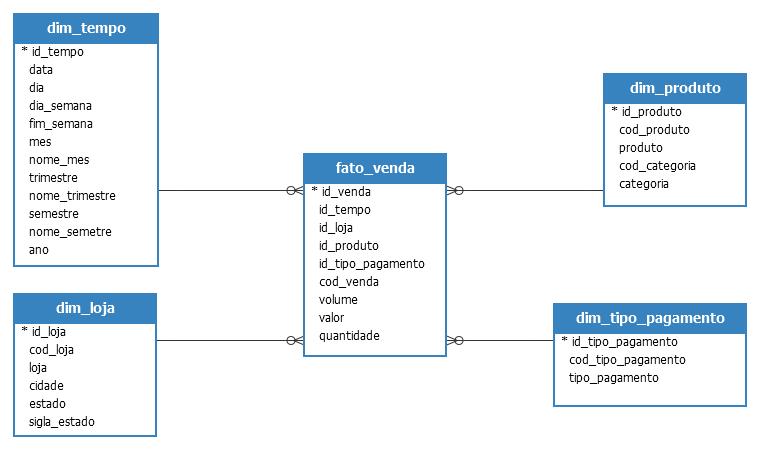 dim_tempo
* id_tempo
data
dia
dia_semana
fim_semana
mes
nome_mes
trimestre
nome_trimestre
semestre
nome_semetre
ano
dim_loja
* id_loja
cod_loja
loja
cidade
estado
sigla_estado
fato_venda
* id_venda
id_tempo
id_loja
id_produto
id_tipo_pagamento
cod_venda
volume
valor
quantidade
dim_produto
* id_produto
cod_produto
produto
cod_categoria
categoria
dim_tipo_pagamento
* id_tipo_pagamento
cod_tipo_pagamento
tipo_pagamento